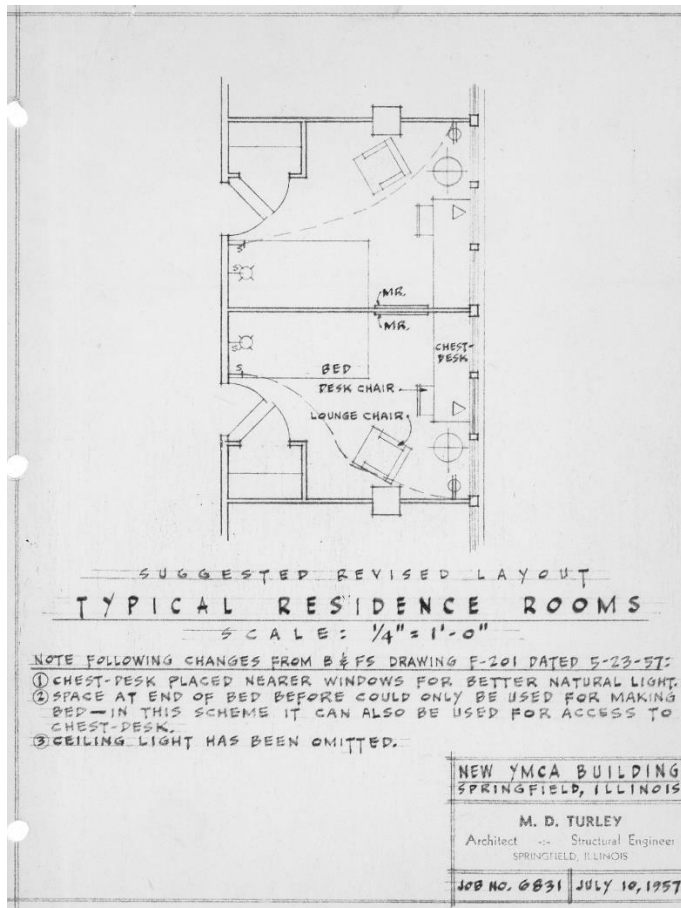 S
S
MR.
MR.
CHEST-
DESK
S
S
BED
DESK CHAIR
LOUNGE CHAIR
SUGGESTED REVISED LAYOUT
TYPICAL RESIDENCE ROOMS
SCALE: 1/4" = 1'-0"
NOTE FOLLOWING CHANGES FROM B & FS DRAWING F-201 DATED 5-23-57:
① CHEST-DESK PLACED NEARER WINDOWS FOR BETTER NATURAL LIGHT.
② SPACE AT END OF BED BEFORE COULD ONLY BE USED FOR MAKING
BED—IN THIS SCHEME IT CAN ALSO BE USED FOR ACCESS TO
CHEST-DESK.
③ CEILING LIGHT HAS BEEN OMITTED.
NEW YMCA BUILDING
SPRINGFIELD, ILLINOIS
M. D. TURLEY
Architect -:- Structural Engineer
SPRINGFIELD, ILLINOIS
JOB NO. 6831 JULY 10, 1957